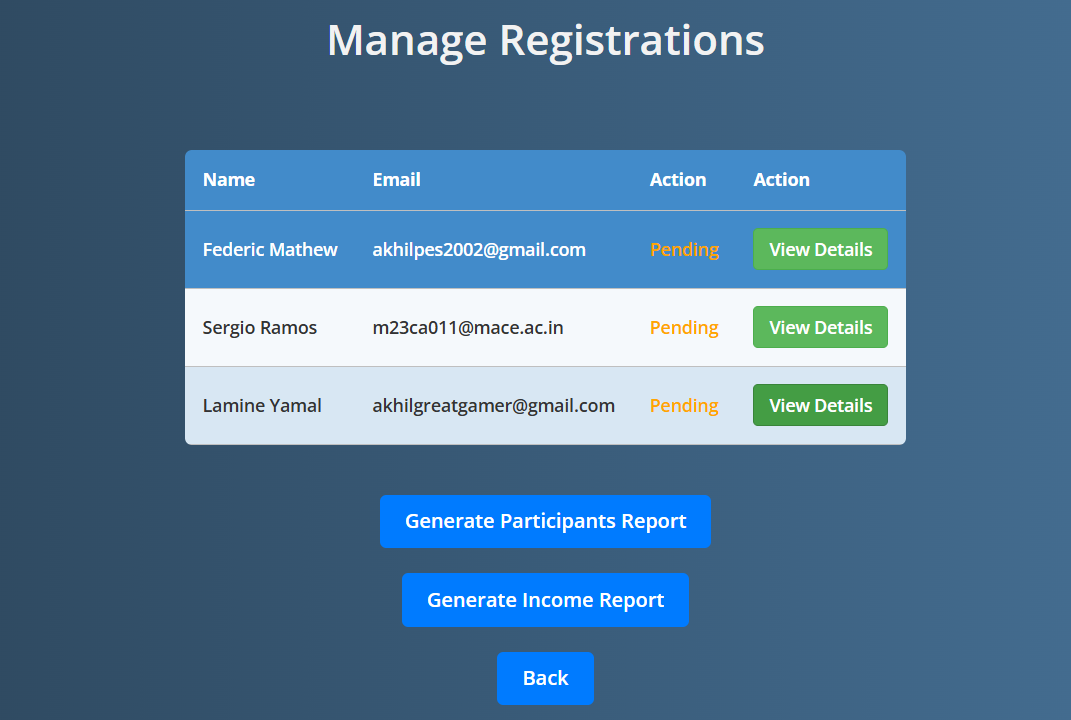 Manage Registrations
Name Email Action Action
Federic Mathew akhilpes2002@gmail.com Pending View Details
Sergio Ramos m23ca011@mace.ac.in Pending View Details
Lamine Yamal akhilgreatgamer@gmail.com Pending View Details
Generate Participants Report
Generate Income Report
Back